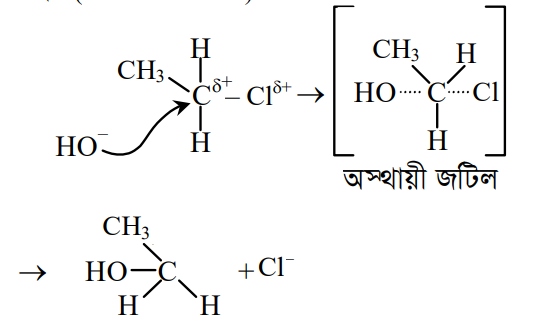 H
CH₃ H
CH₃
C^δ+ – Cl^δ+ → HO ····· C ····· Cl
HO⁻ H H
অস্থায়ী জটিল
CH₃
→ HO—C + Cl⁻
H H